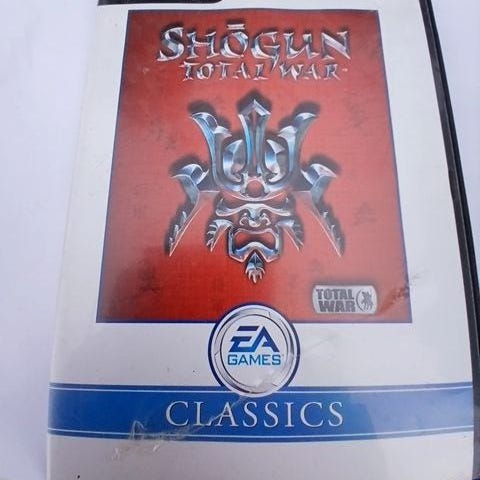 SHŌGUN
TOTAL WAR
TOTAL
WAR
EA
GAMES
CLASSICS